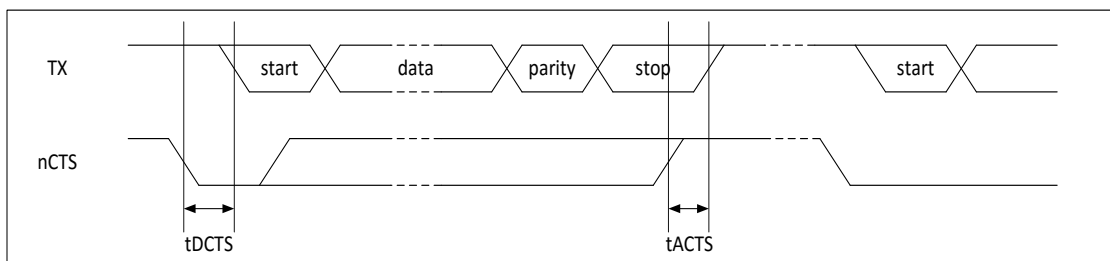 TX
start
data
parity
stop
start
nCTS
tDCTS
tACTS